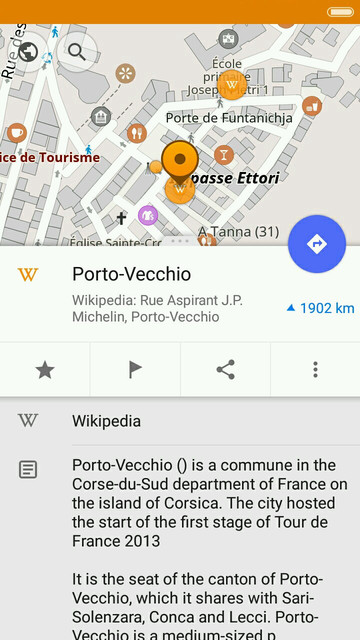 Rue des
École
primaire
Joseph Pietri 1
Porte de Funtanichja
ice de Tourisme
passe Ettori
A Tanna (31)
Église Sainte-Cro
Porto-Vecchio
Wikipedia: Rue Aspirant J.P.
Michelin, Porto-Vecchio
1902 km
Wikipedia
Porto-Vecchio () is a commune in the
Corse-du-Sud department of France on
the island of Corsica. The city hosted
the start of the first stage of Tour de
France 2013
It is the seat of the canton of Porto-
Vecchio, which it shares with Sari-
Solenzara, Conca and Lecci. Porto-
Vecchio is a medium-sized p